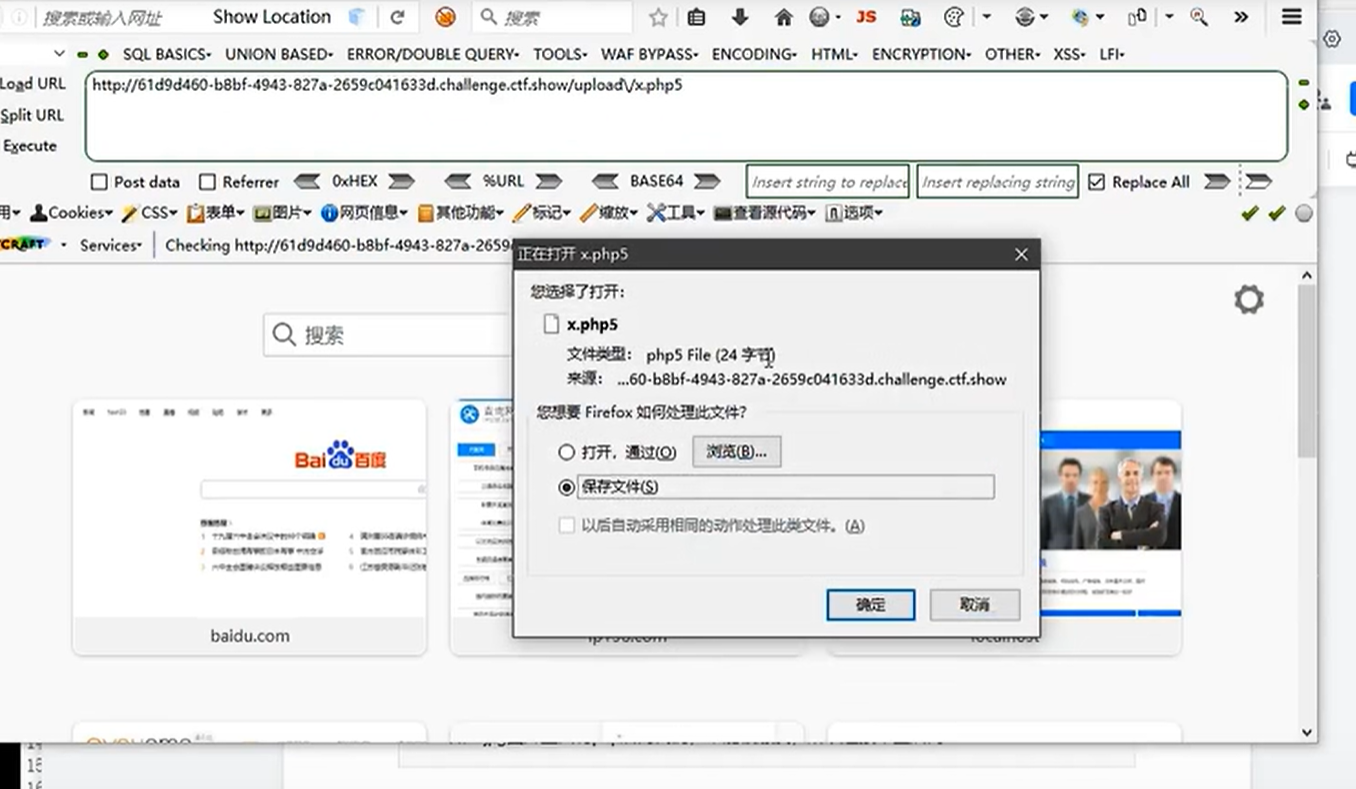 搜索或输入网址 Show Location 搜索 JS
SQL BASICS UNION BASED ERROR/DOUBLE QUERY TOOLS WAF BYPASS ENCODING HTML ENCRYPTION OTHER XSS LFI
Load URL http://61d9d460-b8bf-4943-827a-2659c041633d.challenge.ctf.show/upload\/x.php5
Split URL
Execute
Post data Referrer 0xHEX %URL BASE64 Insert string to replace Insert replacing string Replace All
用 Cookies CSS 表单 图片 网页信息 其他功能 标记 缩放 工具 查看源代码 选项
CRAFT Services Checking http://61d9d460-b8bf-4943-827a-2659
正在打开 x.php5
您选择了打开:
搜索
x.php5
文件类型: php5 File (24 字节)
来源: ...60-b8bf-4943-827a-2659c041633d.challenge.ctf.show
您想要 Firefox 如何处理此文件?
打开,通过(O) 浏览(B)...
Bai du 百度
保存文件(S)
以后自动采用相同的动作处理此类文件。(A)
确定 取消
baidu.com
localhost